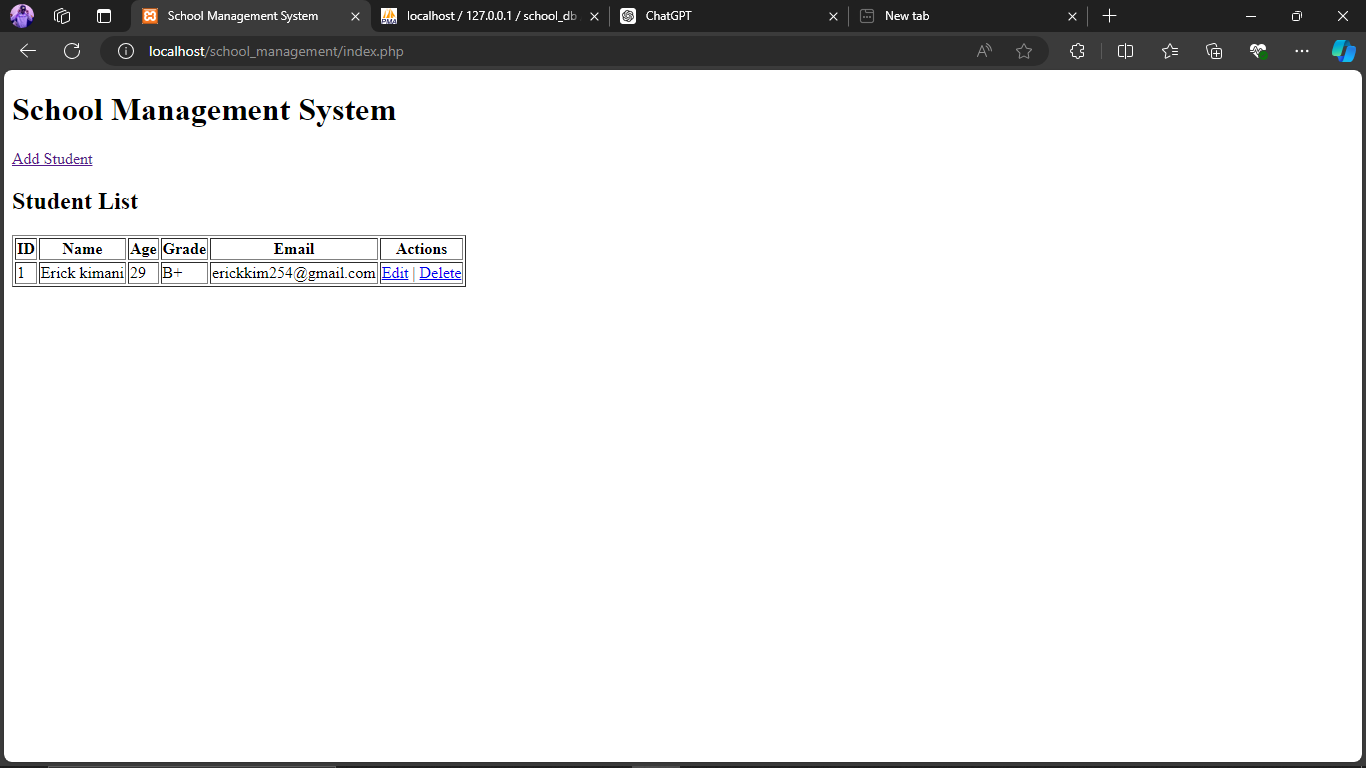 School Management System
localhost / 127.0.0.1 / school_db
ChatGPT
New tab
localhost/school_management/index.php
School Management System
Add Student
Student List
ID Name Age Grade Email Actions
1 Erick kimani 29 B+ erickkim254@gmail.com Edit | Delete